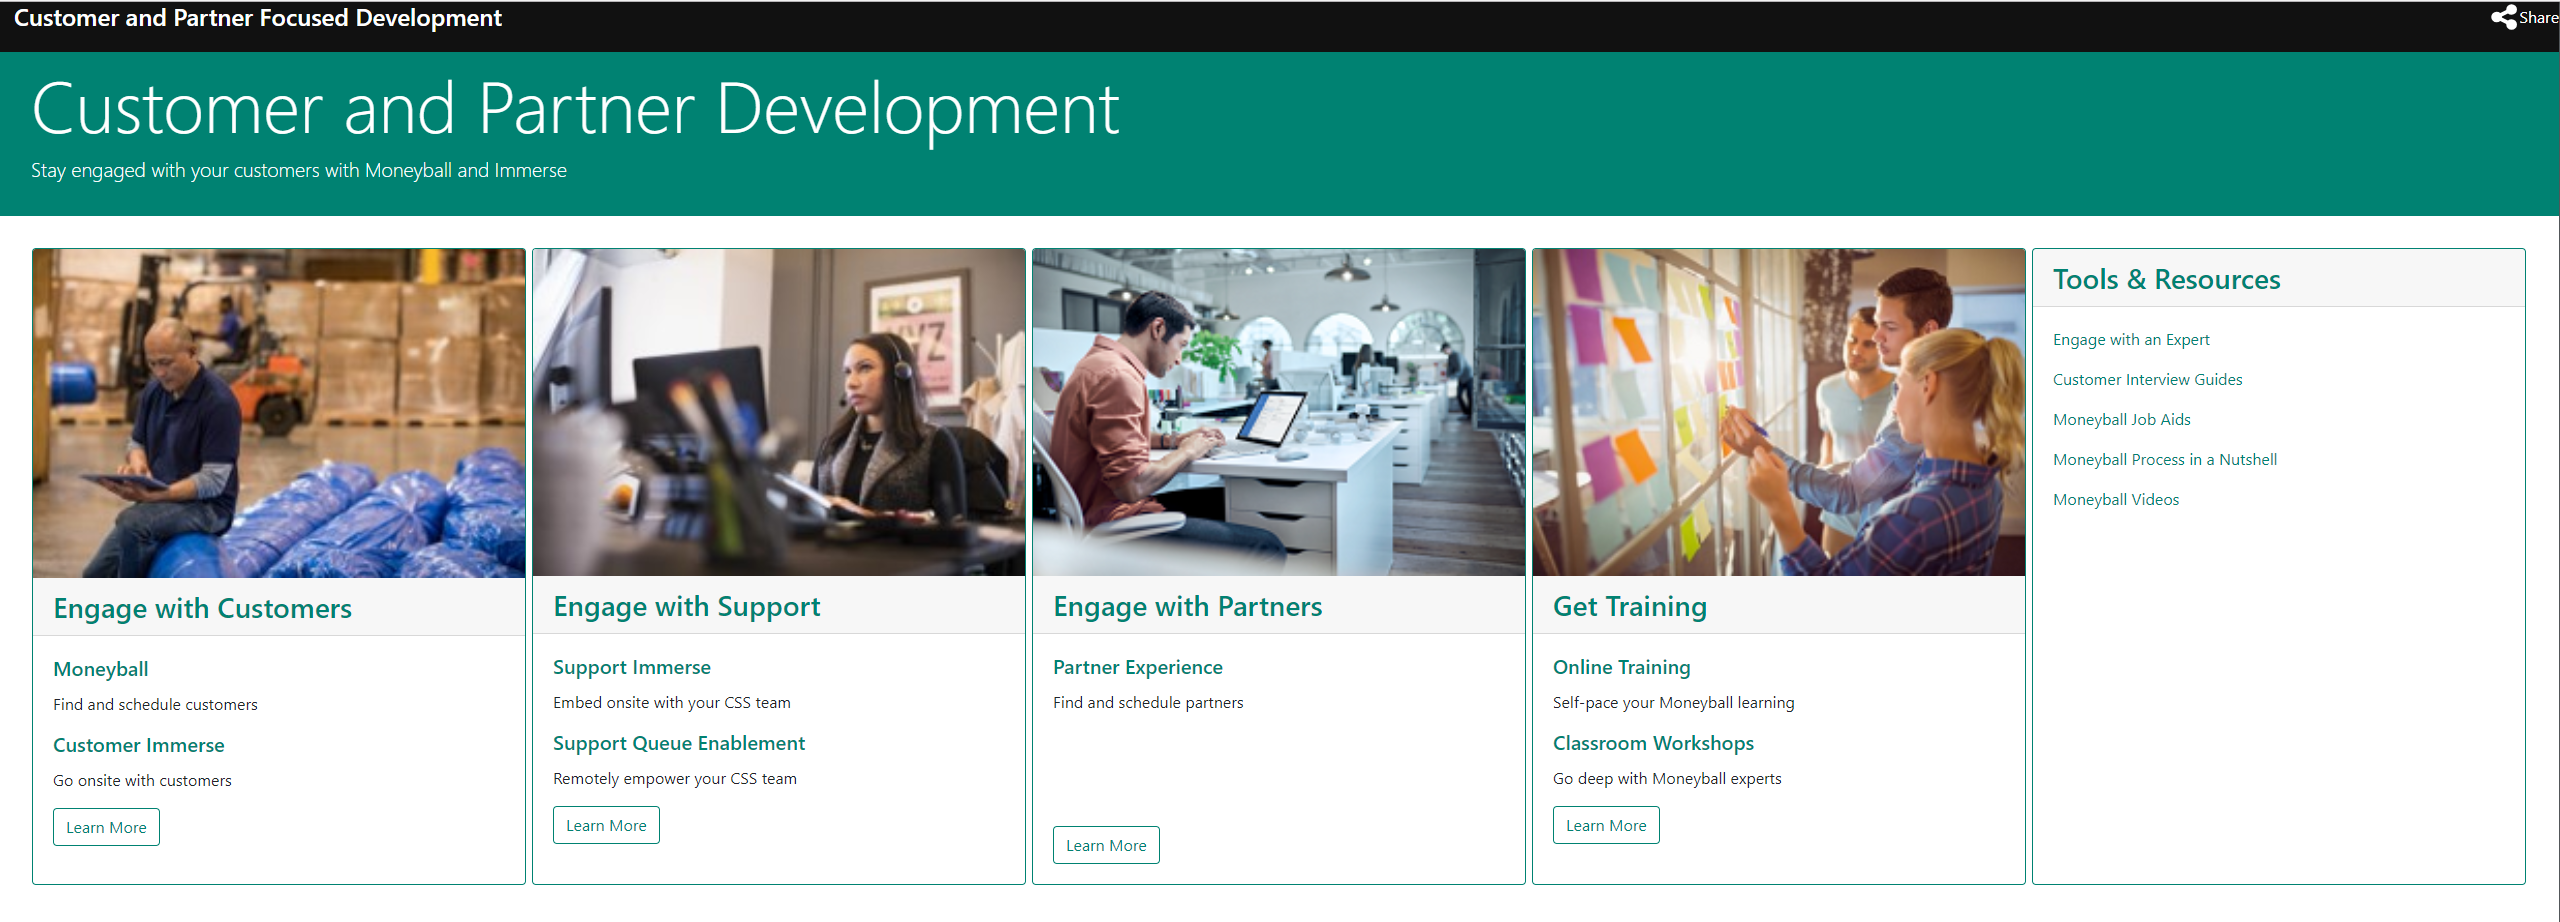 Customer and Partner Focused Development
Share
Customer and Partner Development
Stay engaged with your customers with Moneyball and Immerse
Engage with Customers
Moneyball
Find and schedule customers
Customer Immerse
Go onsite with customers
Learn More
XYZ
Engage with Support
Support Immerse
Embed onsite with your CSS team
Support Queue Enablement
Remotely empower your CSS team
Learn More
Engage with Partners
Partner Experience
Find and schedule partners
Learn More
Get Training
Online Training
Self-pace your Moneyball learning
Classroom Workshops
Go deep with Moneyball experts
Learn More
Tools & Resources
Engage with an Expert
Customer Interview Guides
Moneyball Job Aids
Moneyball Process in a Nutshell
Moneyball Videos